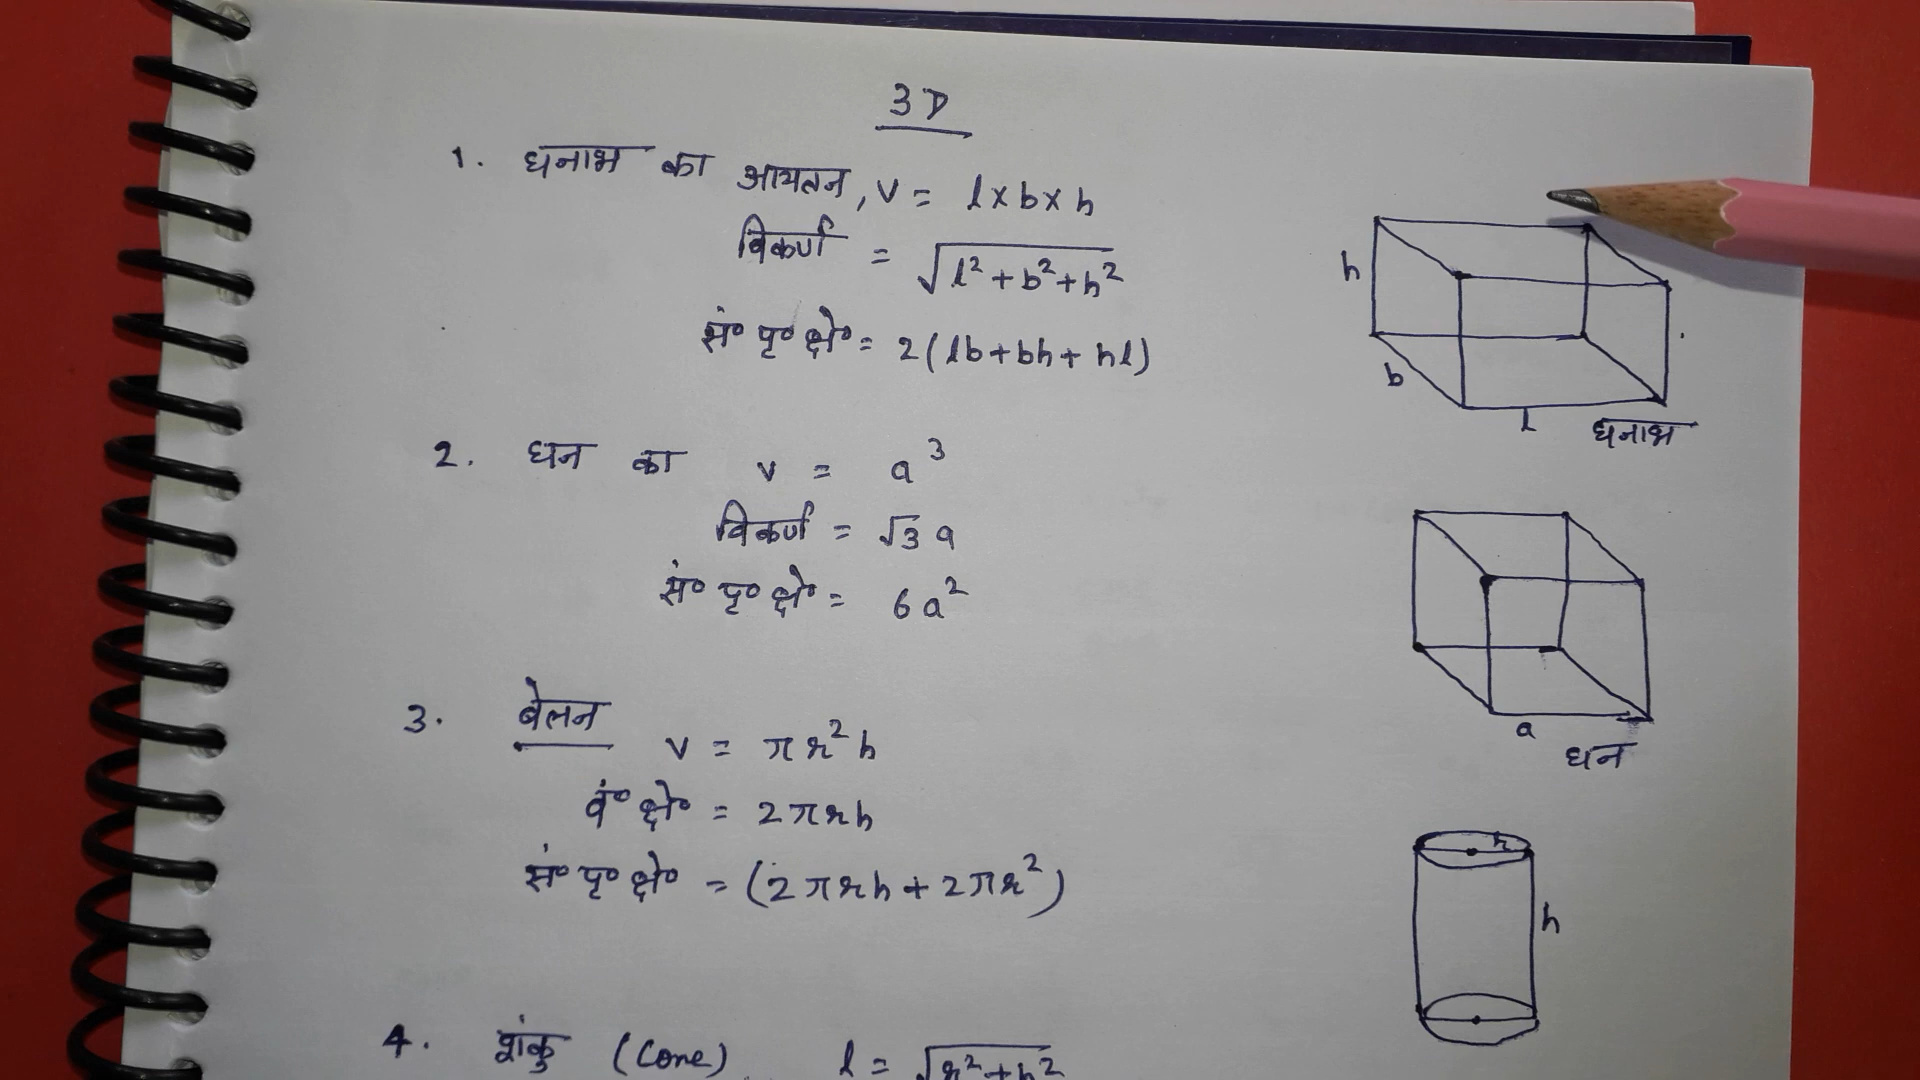 3D
1. घनाभ का आयतन, V = l×b×h
विकर्ण = √l²+b²+h²
सं० पृ० क्षे० = 2(lb+bh+hl)
h
b
l
घनाभ
2. घन का V = a³
विकर्ण = √3 a
सं० पृ० क्षे० = 6a²
a
घन
3. बेलन V = πr²h
वं० क्षे० = 2πrh
सं० पृ० क्षे० = (2πrh+2πr²)
r
h
4. शंकु (Cone) l = √r²+h²